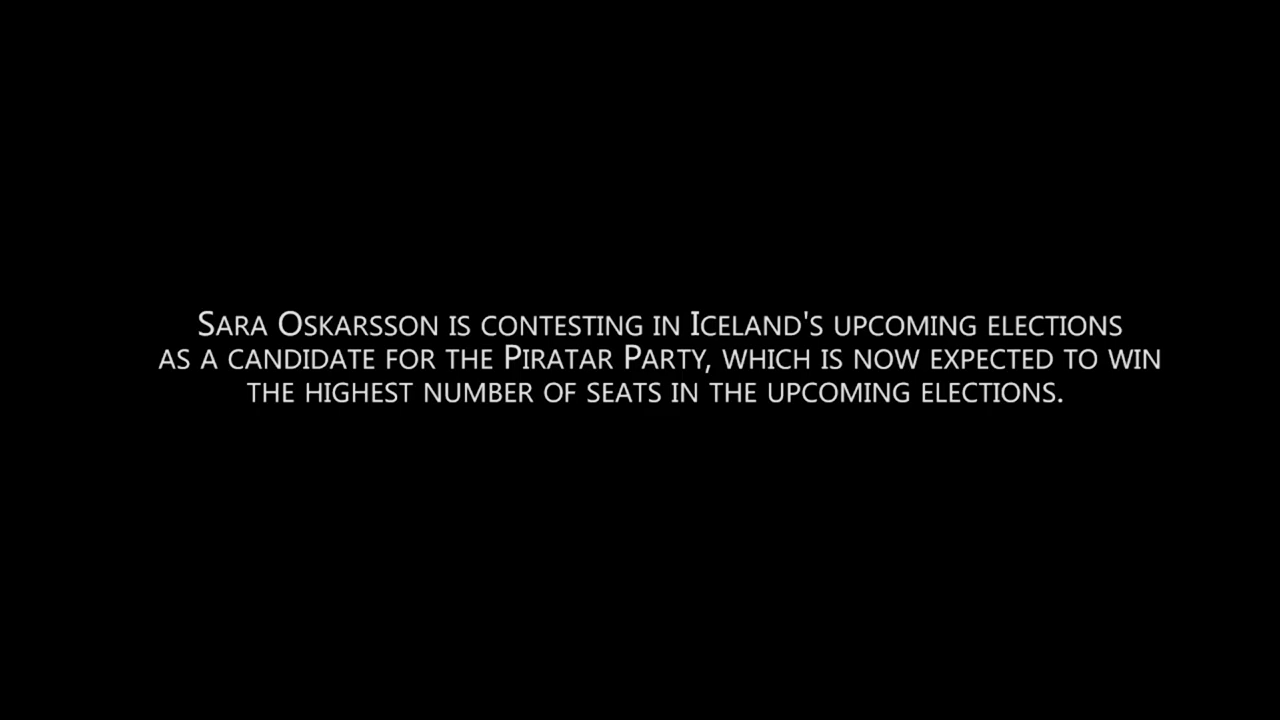 Sara Oskarsson is contesting in Iceland's upcoming elections
as a candidate for the Piratar Party, which is now expected to win
the highest number of seats in the upcoming elections.